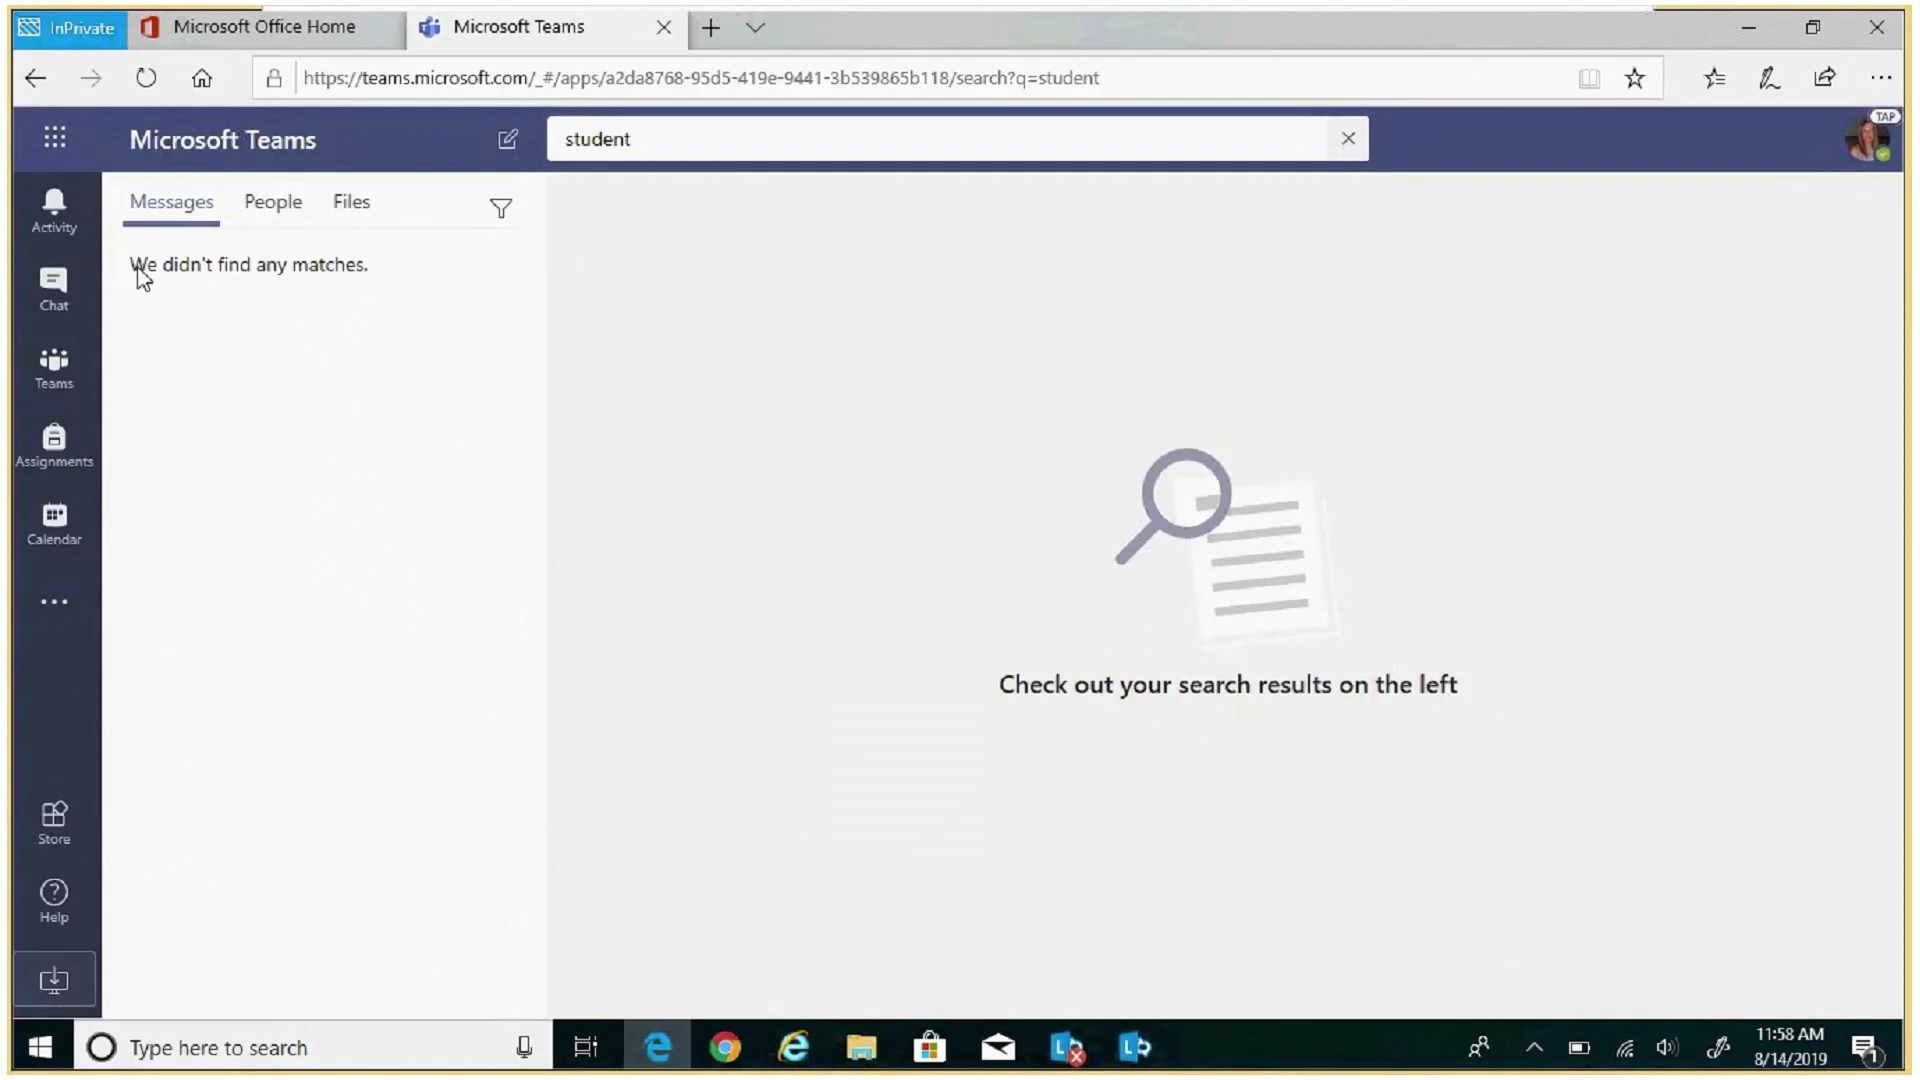 InPrivate
Microsoft Office Home
Microsoft Teams
https://teams.microsoft.com/_#/apps/a2da8768-95d5-419e-9441-3b539865b118/search?q=student
Microsoft Teams
student
TAP
Activity
Chat
Teams
Assignments
Calendar
Store
Help
Messages People Files
We didn't find any matches.
Check out your search results on the left
Type here to search
11:58 AM
8/14/2019
1